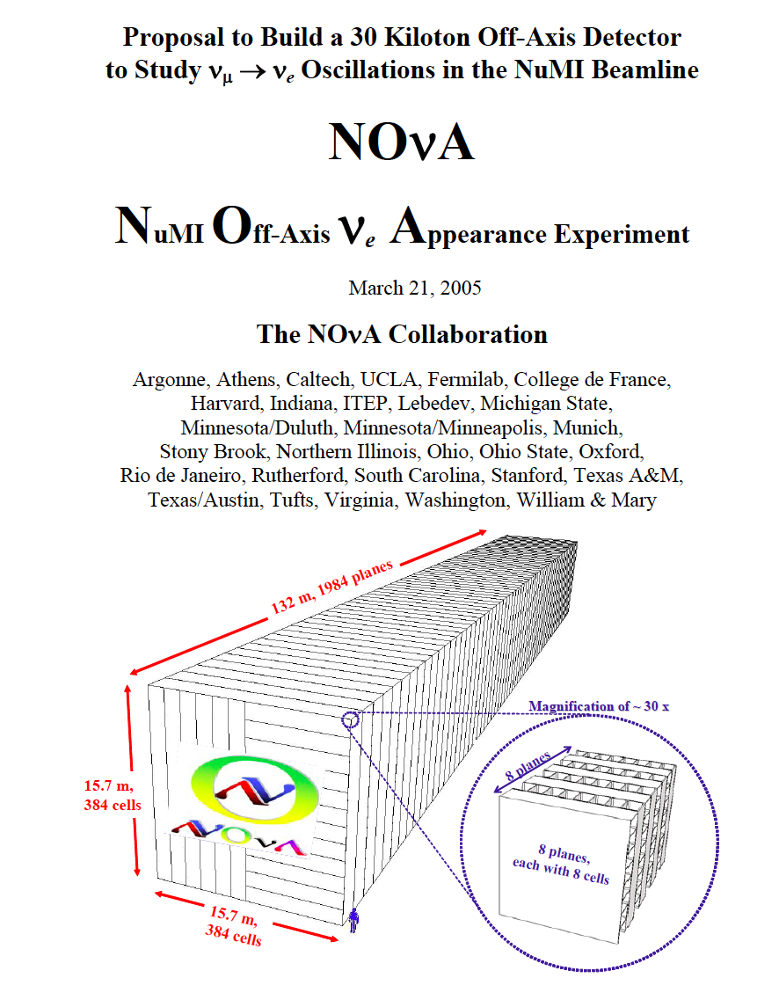 Proposal to Build a 30 Kiloton Off-Axis Detector
to Study νμ → νe Oscillations in the NuMI Beamline
NOνA
NuMI Off-Axis νe Appearance Experiment
March 21, 2005
The NOνA Collaboration
Argonne, Athens, Caltech, UCLA, Fermilab, College de France,
Harvard, Indiana, ITEP, Lebedev, Michigan State,
Minnesota/Duluth, Minnesota/Minneapolis, Munich,
Stony Brook, Northern Illinois, Ohio, Ohio State, Oxford,
Rio de Janeiro, Rutherford, South Carolina, Stanford, Texas A&M,
Texas/Austin, Tufts, Virginia, Washington, William & Mary
132 m, 1984 planes
Magnification of ~ 30 x
8 planes
15.7 m,
384 cells
8 planes,
each with 8 cells
NOνA
15.7 m,
384 cells